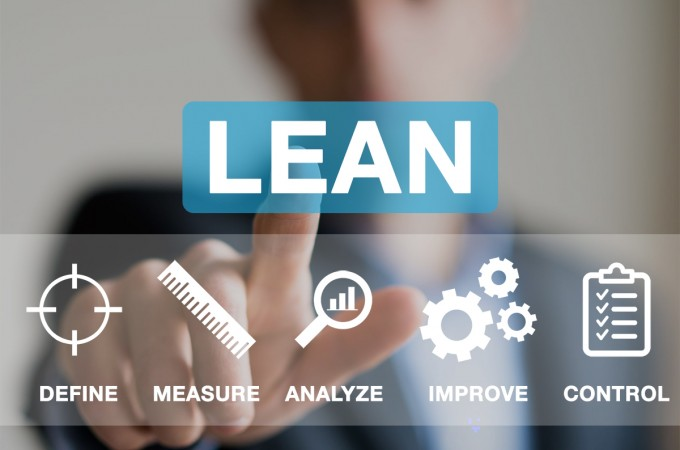 LEAN
DEFINE MEASURE ANALYZE IMPROVE CONTROL